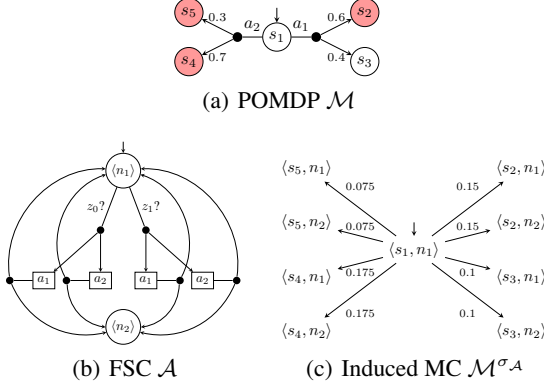 s₅ 0.3 a₂ s₁ a₁ 0.6 s₂
s₄ 0.7 0.4 s₃
(a) POMDP ℳ
⟨n₁⟩
z₀? z₁?
a₁ a₂ a₁ a₂
⟨n₂⟩
(b) FSC 𝒜
⟨s₅, n₁⟩ ⟨s₂, n₁⟩
0.075 0.15
⟨s₅, n₂⟩ 0.075 0.15 ⟨s₂, n₂⟩
⟨s₁, n₁⟩
⟨s₄, n₁⟩ 0.175 0.1 ⟨s₃, n₁⟩
0.175 0.1
⟨s₄, n₂⟩ ⟨s₃, n₂⟩
(c) Induced MC ℳ^σ𝒜